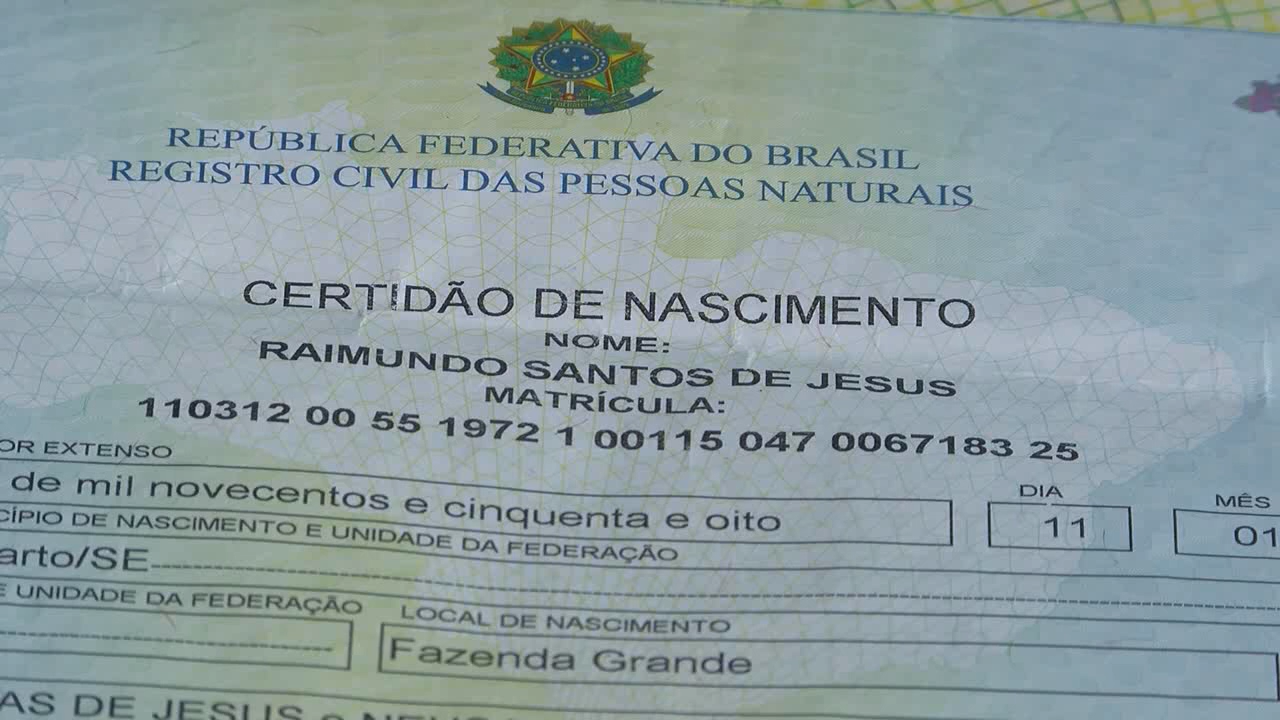 REPÚBLICA FEDERATIVA DO BRASIL
REGISTRO CIVIL DAS PESSOAS NATURAIS
CERTIDÃO DE NASCIMENTO
NOME:
RAIMUNDO SANTOS DE JESUS
MATRÍCULA:
110312 00 55 1972 1 00115 047 0067183 25
OR EXTENSO
DIA
MÊS
de mil novecentos e cinquenta e oito
11
01
CÍPIO DE NASCIMENTO E UNIDADE DA FEDERAÇÃO
arto/SE
E UNIDADE DA FEDERAÇÃO
LOCAL DE NASCIMENTO
Fazenda Grande
AS DE JESUS e